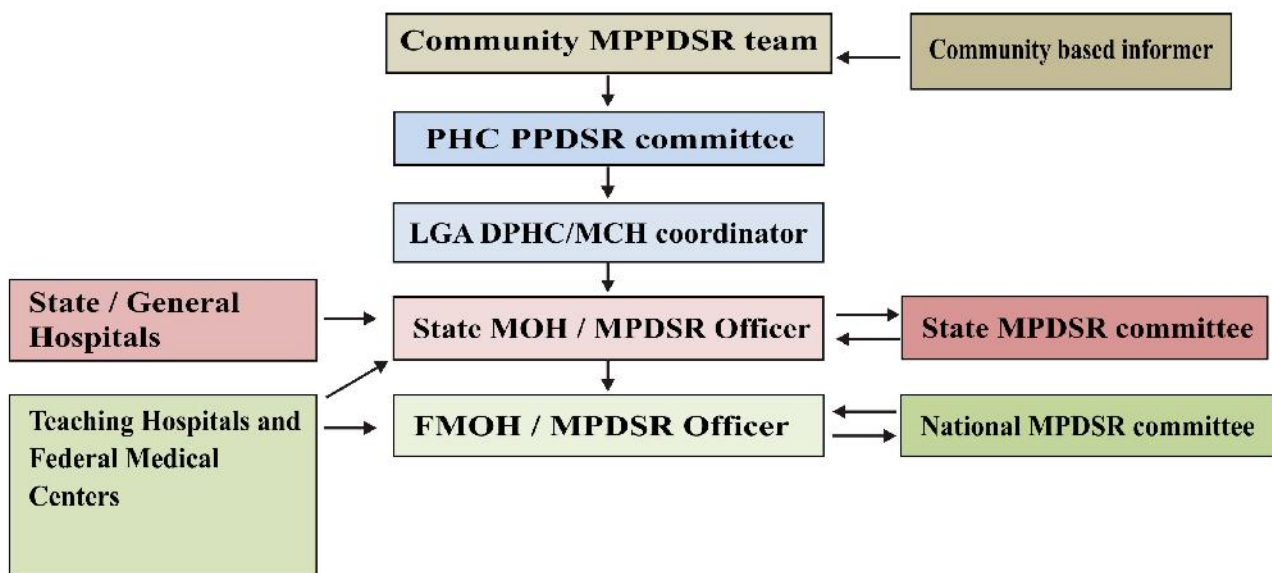 Community MPPDSR team
Community based informer
PHC PPDSR committee
LGA DPHC/MCH coordinator
State / General
Hospitals
State MOH / MPDSR Officer
State MPDSR committee
Teaching Hospitals and
Federal Medical
Centers
FMOH / MPDSR Officer
National MPDSR committee